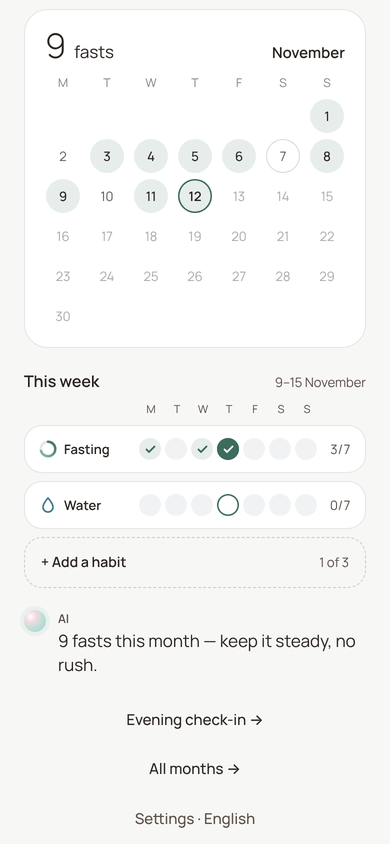 9 fasts November
M T W T F S S
1
2 3 4 5 6 7 8
9 10 11 12 13 14 15
16 17 18 19 20 21 22
23 24 25 26 27 28 29
30
This week 9–15 November
M T W T F S S
Fasting 3/7
Water 0/7
+ Add a habit 1 of 3
AI
9 fasts this month — keep it steady, no
rush.
Evening check-in →
All months →
Settings · English